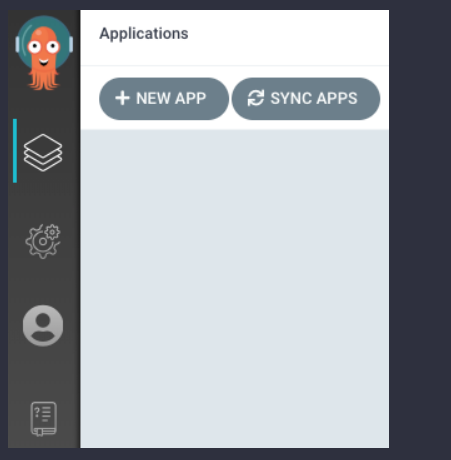 Applications
+ NEW APP
SYNC APPS